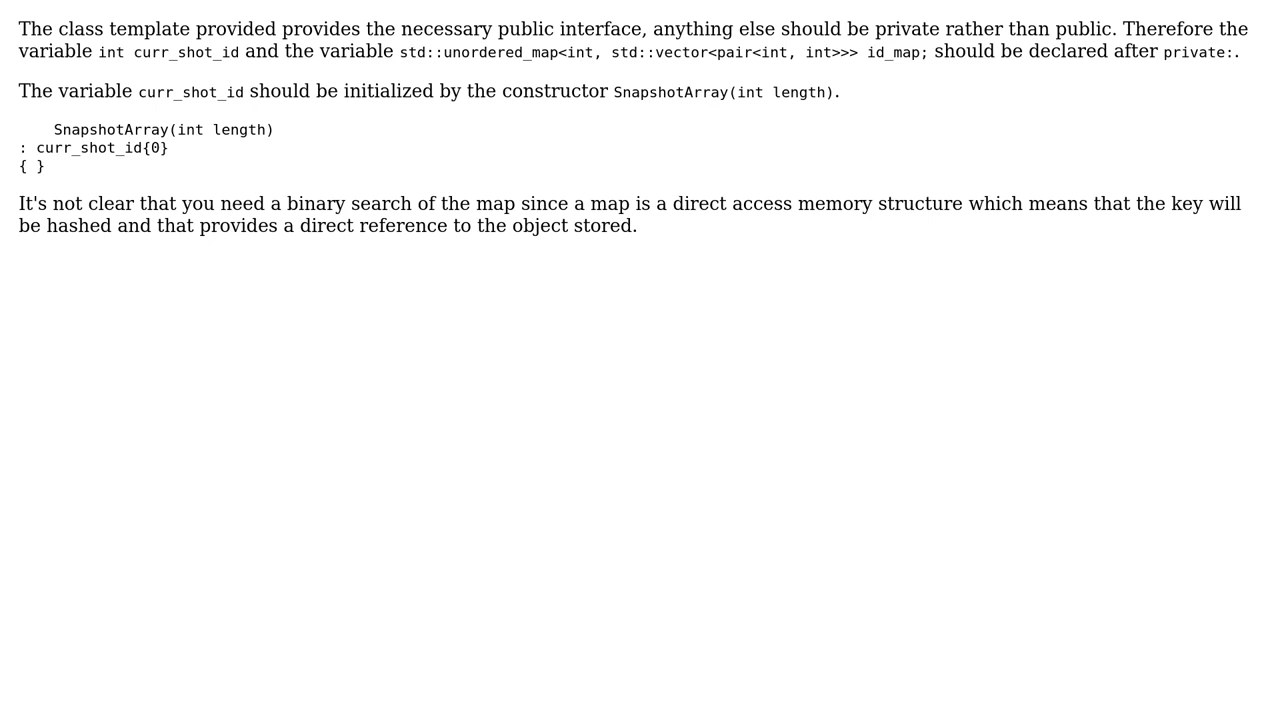 The class template provided provides the necessary public interface, anything else should be private rather than public. Therefore the
variable int curr_shot_id and the variable std::unordered_map<int, std::vector<pair<int, int>>> id_map; should be declared after private:.
The variable curr_shot_id should be initialized by the constructor SnapshotArray(int length).
    SnapshotArray(int length)
: curr_shot_id{0}
{ }
It's not clear that you need a binary search of the map since a map is a direct access memory structure which means that the key will
be hashed and that provides a direct reference to the object stored.